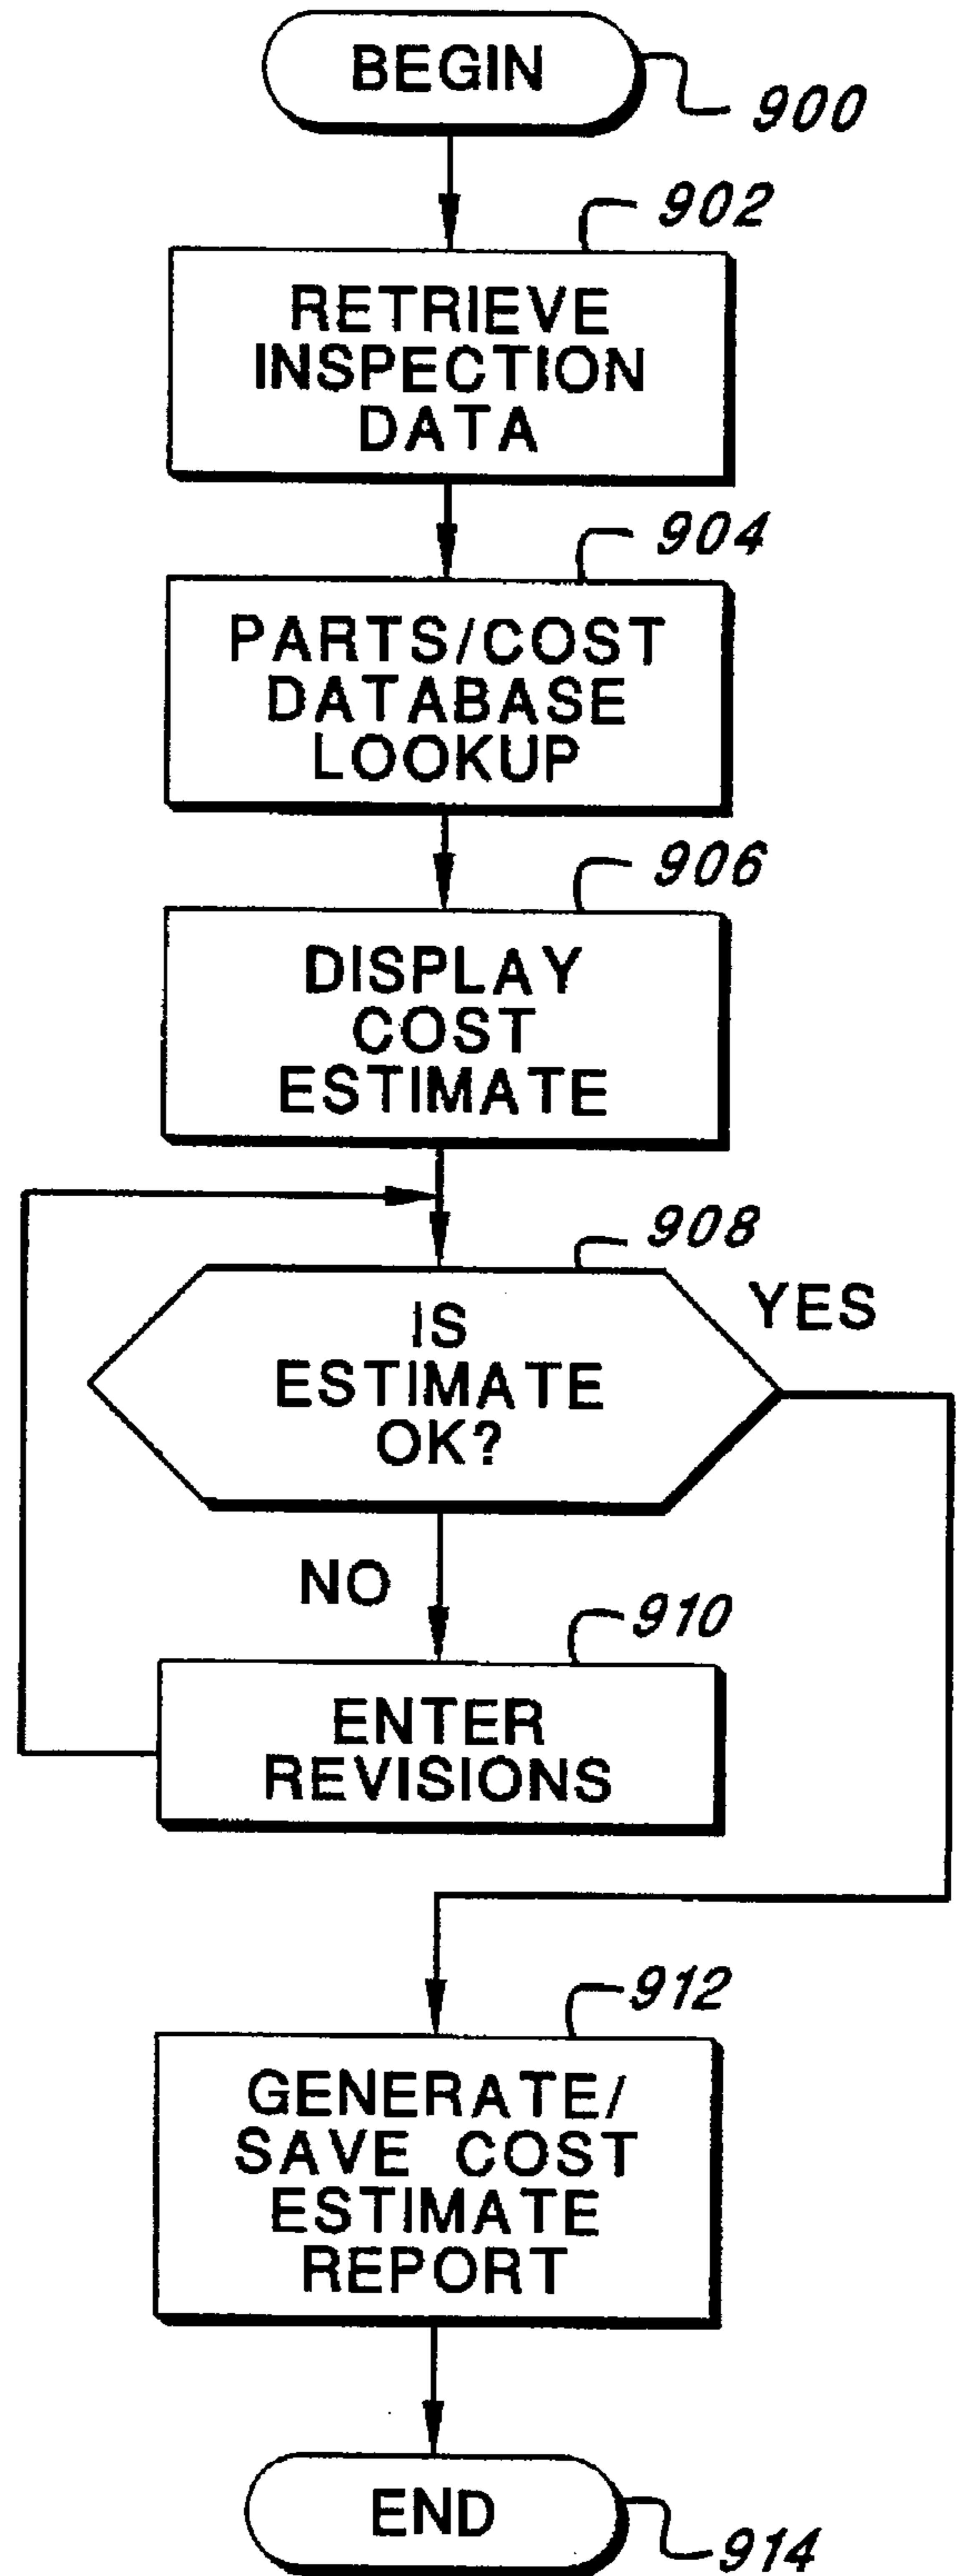 BEGIN
900
902
RETRIEVE
INSPECTION
DATA
904
PARTS/COST
DATABASE
LOOKUP
906
DISPLAY
COST
ESTIMATE
908
YES
IS
ESTIMATE
OK?
NO
910
ENTER
REVISIONS
912
GENERATE/
SAVE COST
ESTIMATE
REPORT
END
914